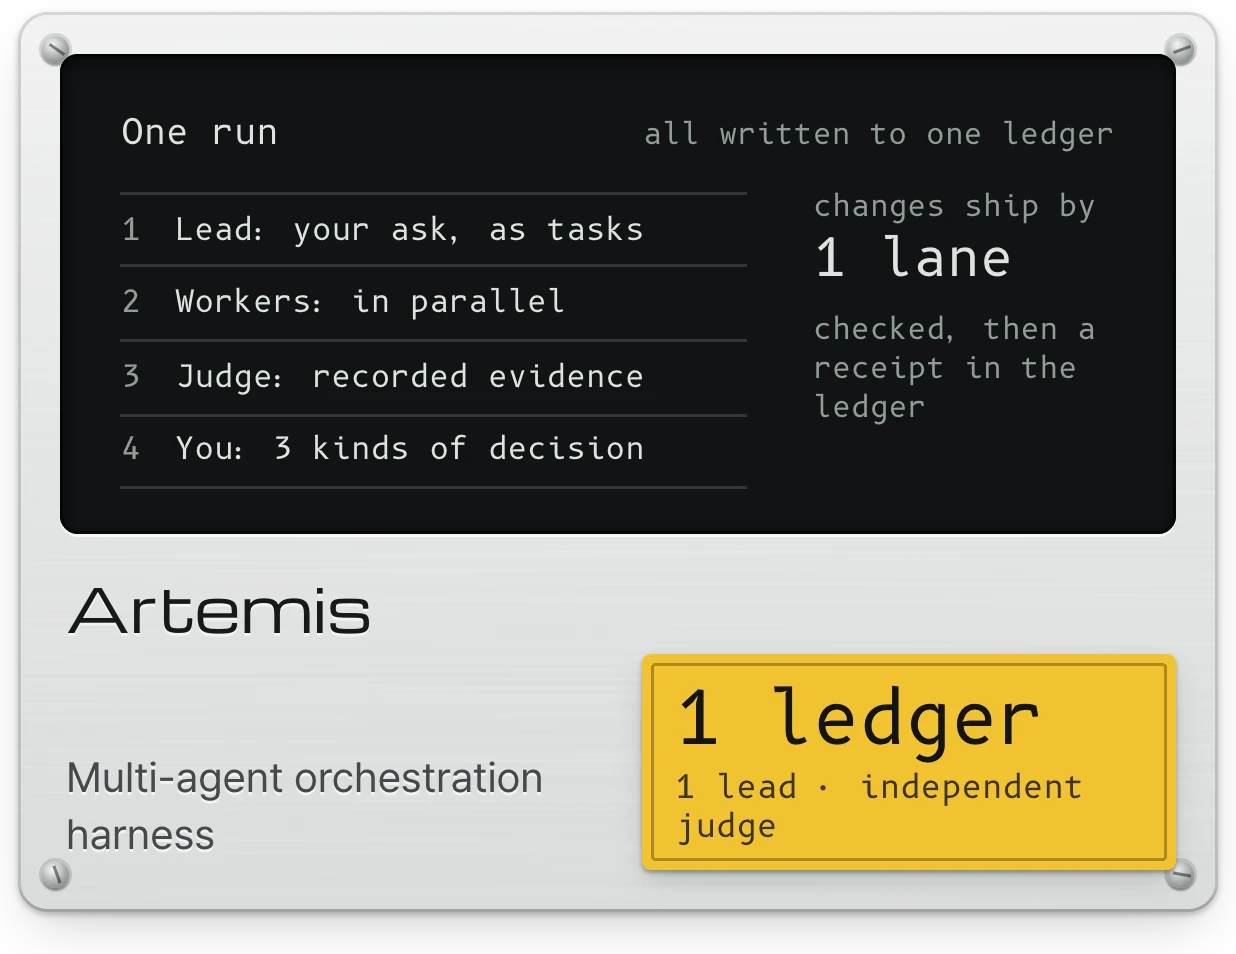 One run
all written to one ledger
1 Lead: your ask, as tasks
2 Workers: in parallel
3 Judge: recorded evidence
4 You: 3 kinds of decision
changes ship by
1 lane
checked, then a
receipt in the
ledger
Artemis
Multi-agent orchestration
harness
1 ledger
1 lead · independent
judge